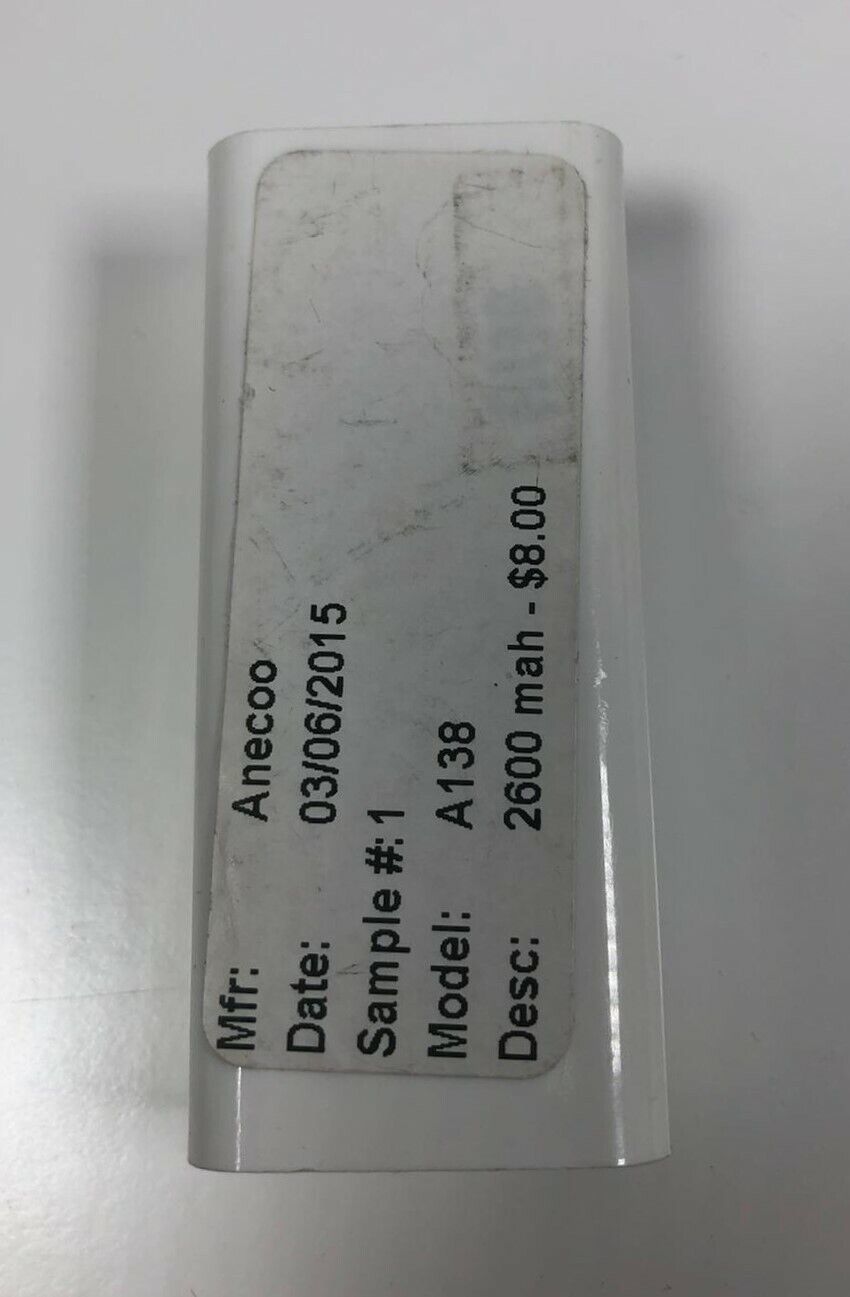 Mfr: Anecoo
Date: 03/06/2015
Sample #:1
Model: A138
Desc: 2600 mah - $8.00